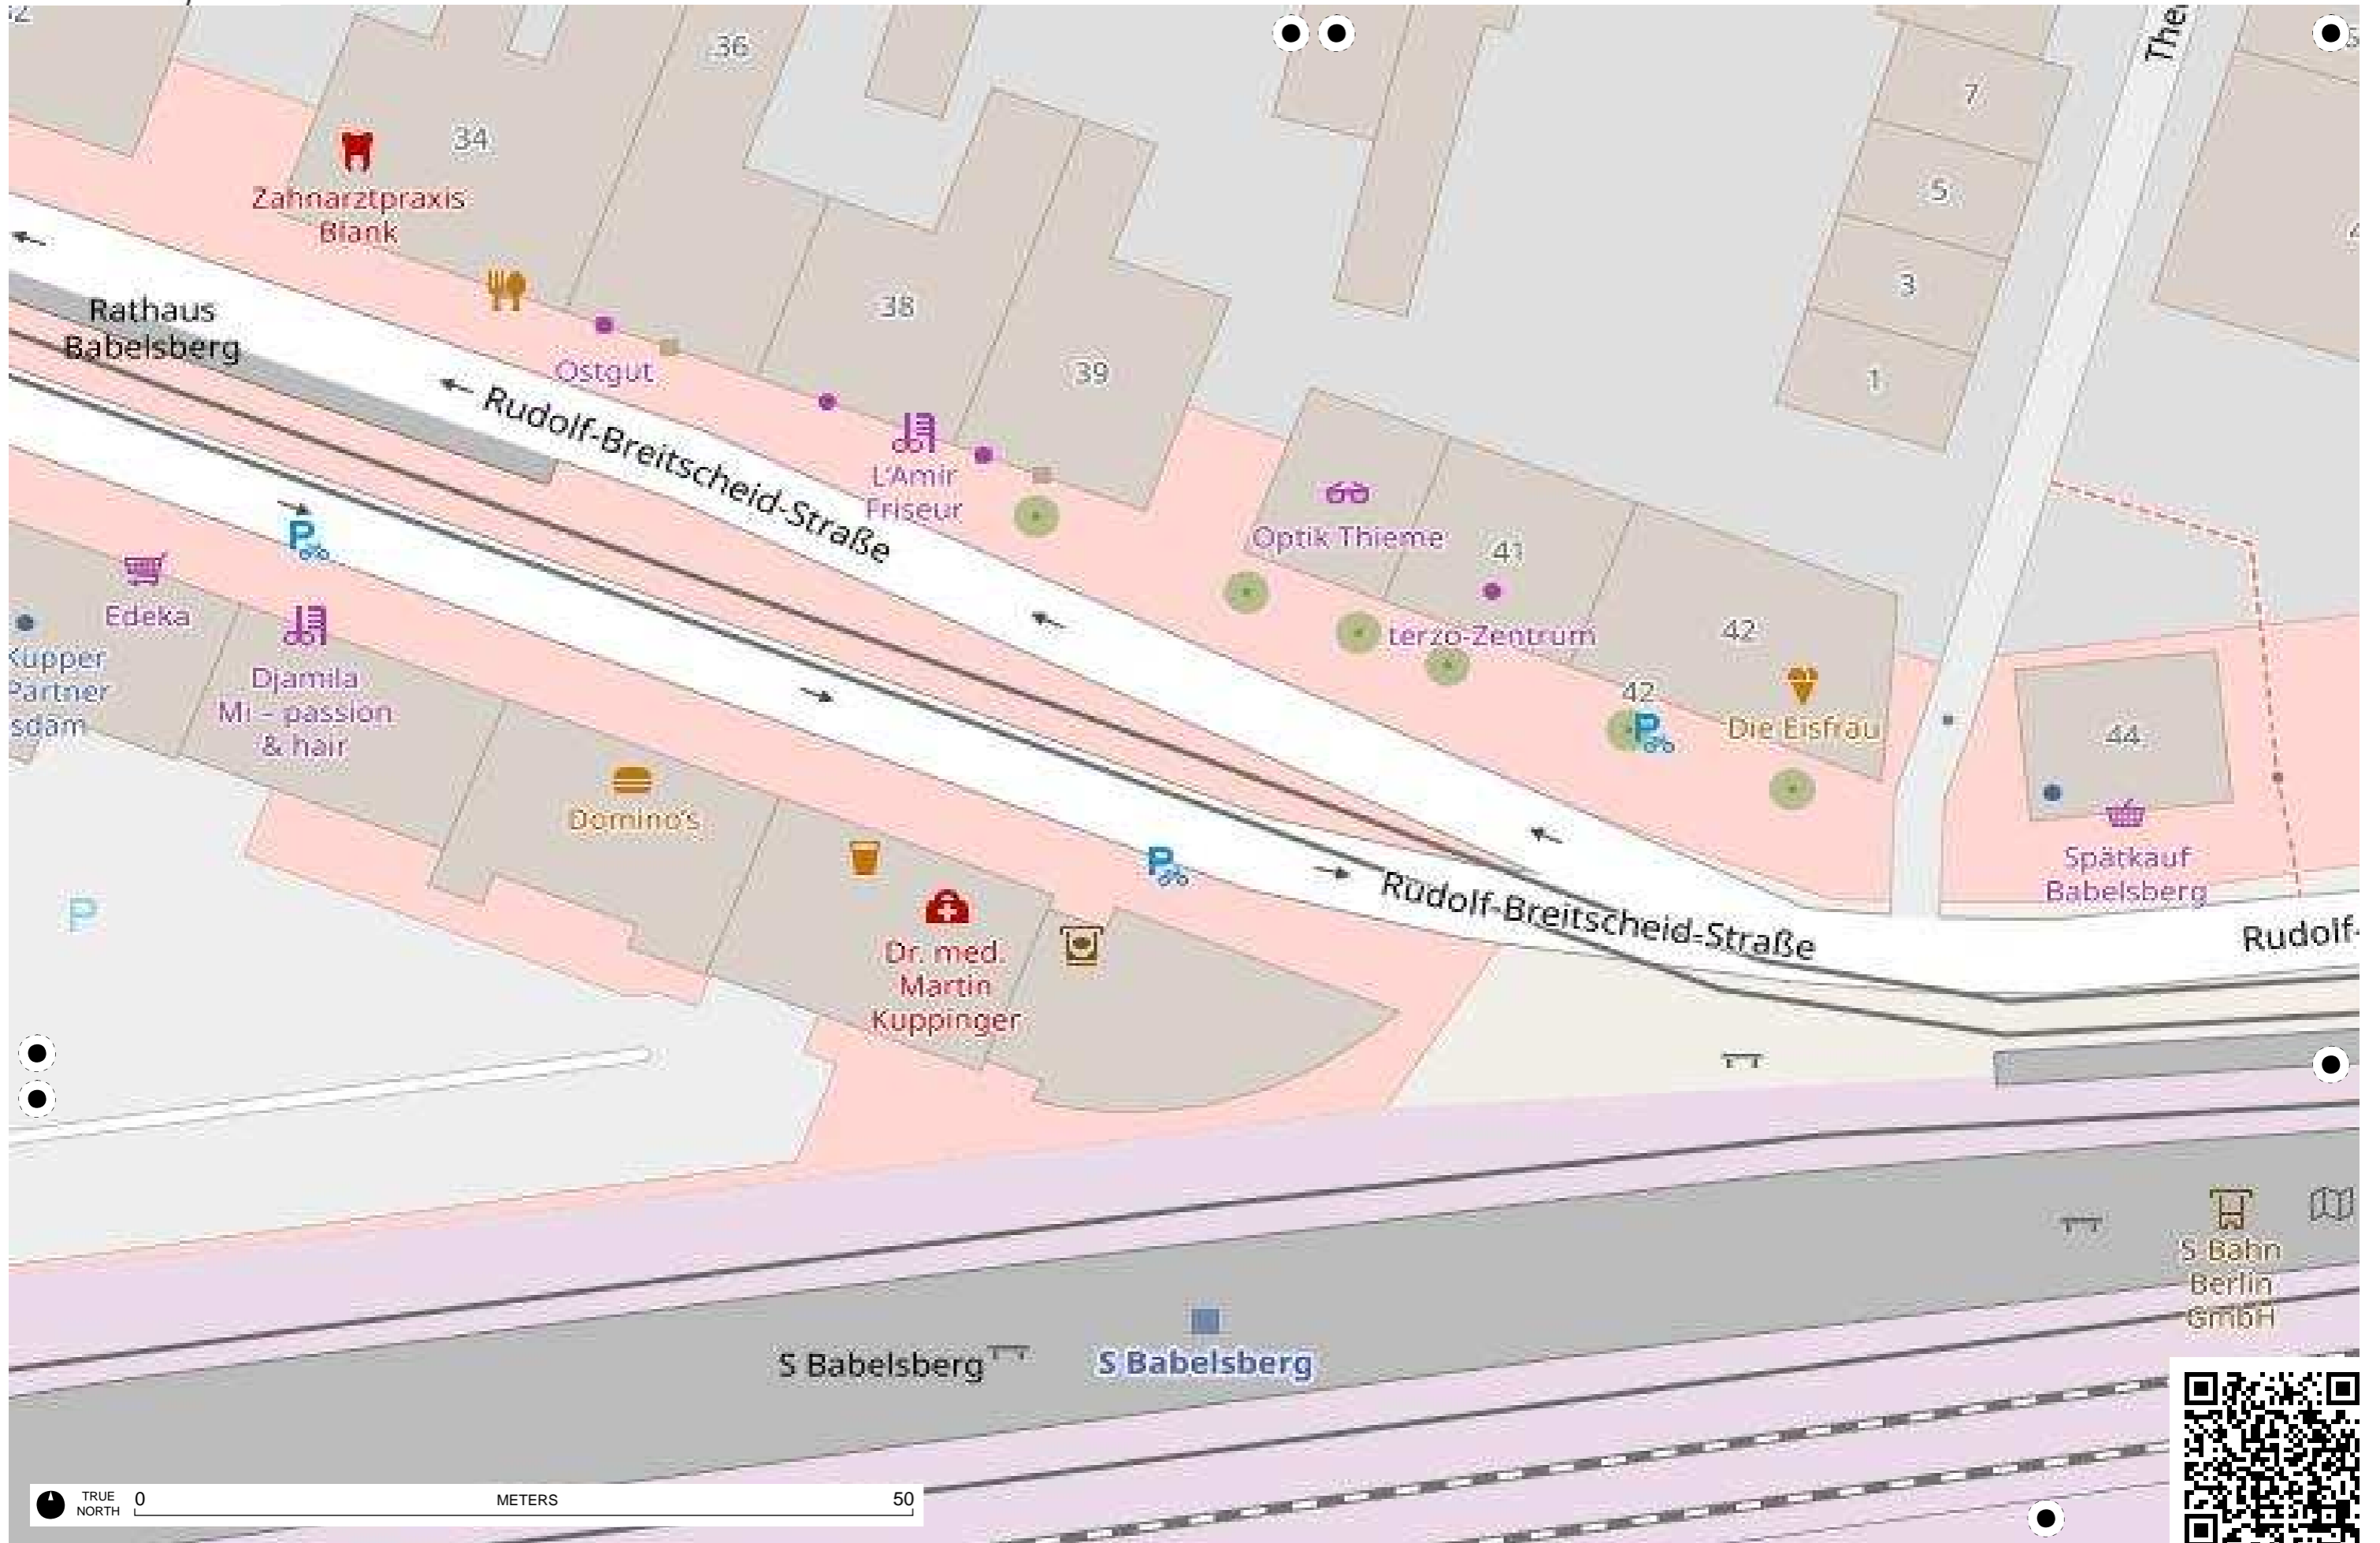 36
7
34
5
Zahnarztpraxis
Blank
3
38
Rathaus
Babelsberg
39
1
Ostgut
Rudolf-Breitscheid-Straße
L'Amir
Friseur
Optik Thieme
41
Edeka
terzo-Zentrum
42
Küpper
Partner
Djamila
Mi - passion
& hair
42
Die Eisfrau
44
Domino's
Spätkauf
Babelsberg
Rudolf-Breitscheid-Straße
Rudolf-
P
Dr. med.
Martin
Kuppinger
S Bahn
Berlin
GmbH
S Babelsberg
S Babelsberg
TRUE
NORTH
0 METERS 50